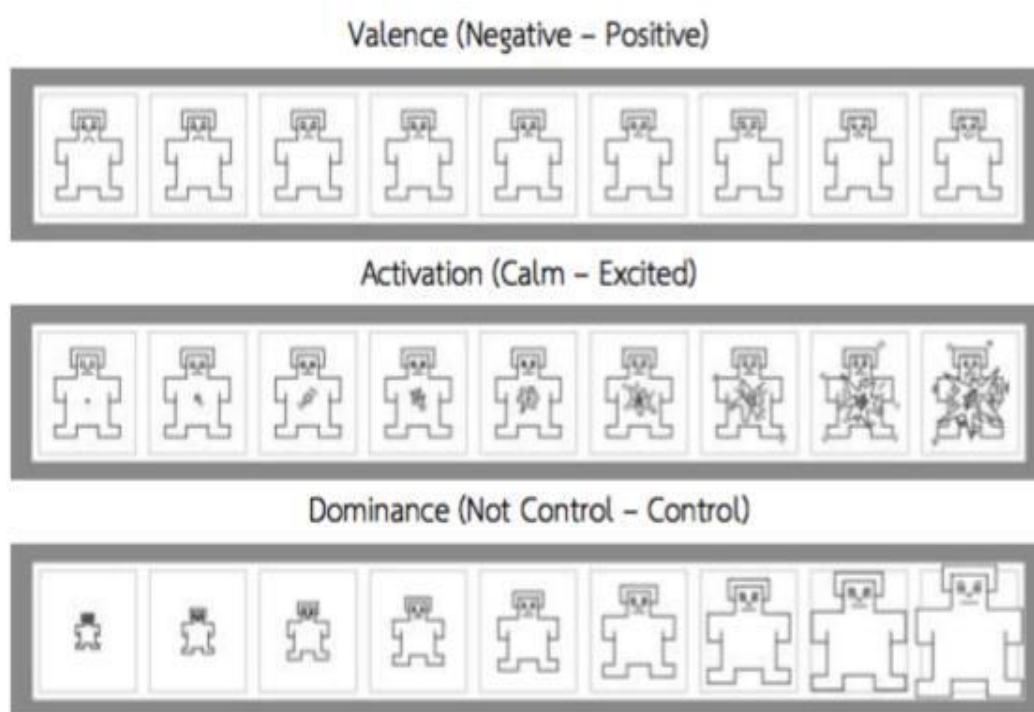 Valence (Negative – Positive)
Activation (Calm – Excited)
Dominance (Not Control – Control)